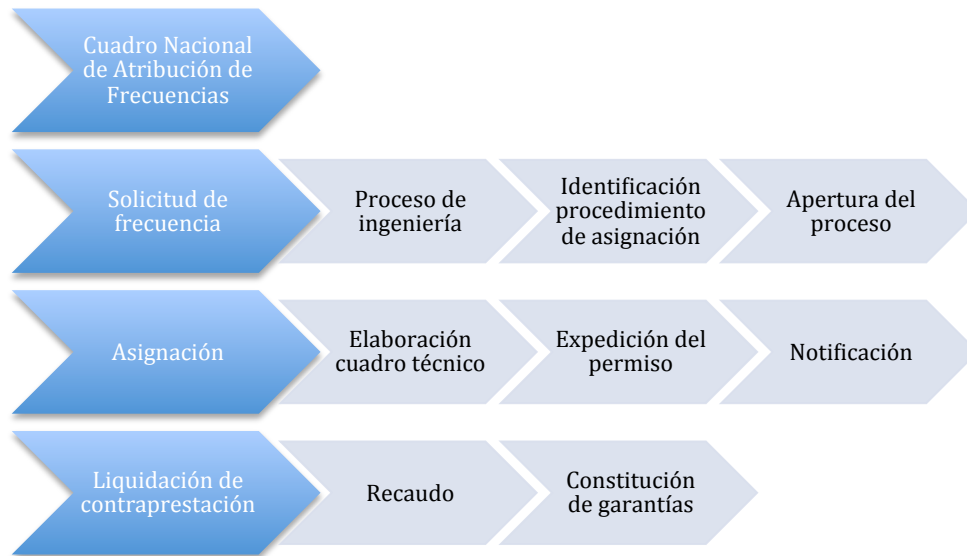 Cuadro Nacional
de Atribución de
Frecuencias
Solicitud de
frecuencia
Proceso de
ingeniería
Identificación
procedimiento
de asignación
Apertura del
proceso
Asignación
Elaboración
cuadro técnico
Expedición del
permiso
Notificación
Liquidación de
contraprestación
Recaudo
Constitución
de garantías